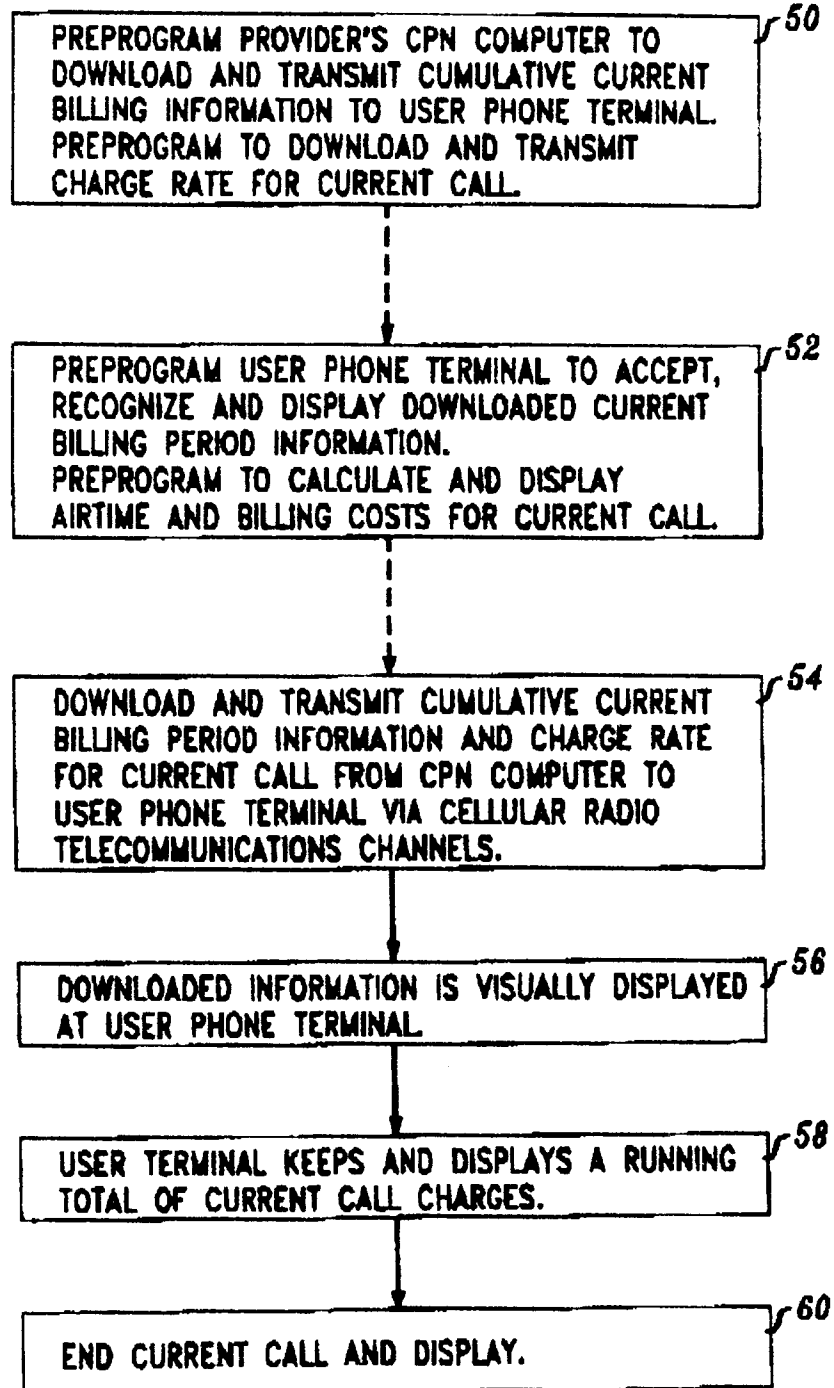 50
PREPROGRAM PROVIDER'S CPN COMPUTER TO
DOWNLOAD AND TRANSMIT CUMULATIVE CURRENT
BILLING INFORMATION TO USER PHONE TERMINAL.
PREPROGRAM TO DOWNLOAD AND TRANSMIT
CHARGE RATE FOR CURRENT CALL.
52
PREPROGRAM USER PHONE TERMINAL TO ACCEPT,
RECOGNIZE AND DISPLAY DOWNLOADED CURRENT
BILLING PERIOD INFORMATION.
PREPROGRAM TO CALCULATE AND DISPLAY
AIRTIME AND BILLING COSTS FOR CURRENT CALL.
54
DOWNLOAD AND TRANSMIT CUMULATIVE CURRENT
BILLING PERIOD INFORMATION AND CHARGE RATE
FOR CURRENT CALL FROM CPN COMPUTER TO
USER PHONE TERMINAL VIA CELLULAR RADIO
TELECOMMUNICATIONS CHANNELS.
56
DOWNLOADED INFORMATION IS VISUALLY DISPLAYED
AT USER PHONE TERMINAL
58
USER TERMINAL KEEPS AND DISPLAYS A RUNNING
TOTAL OF CURRENT CALL CHARGES.
60
END CURRENT CALL AND DISPLAY.